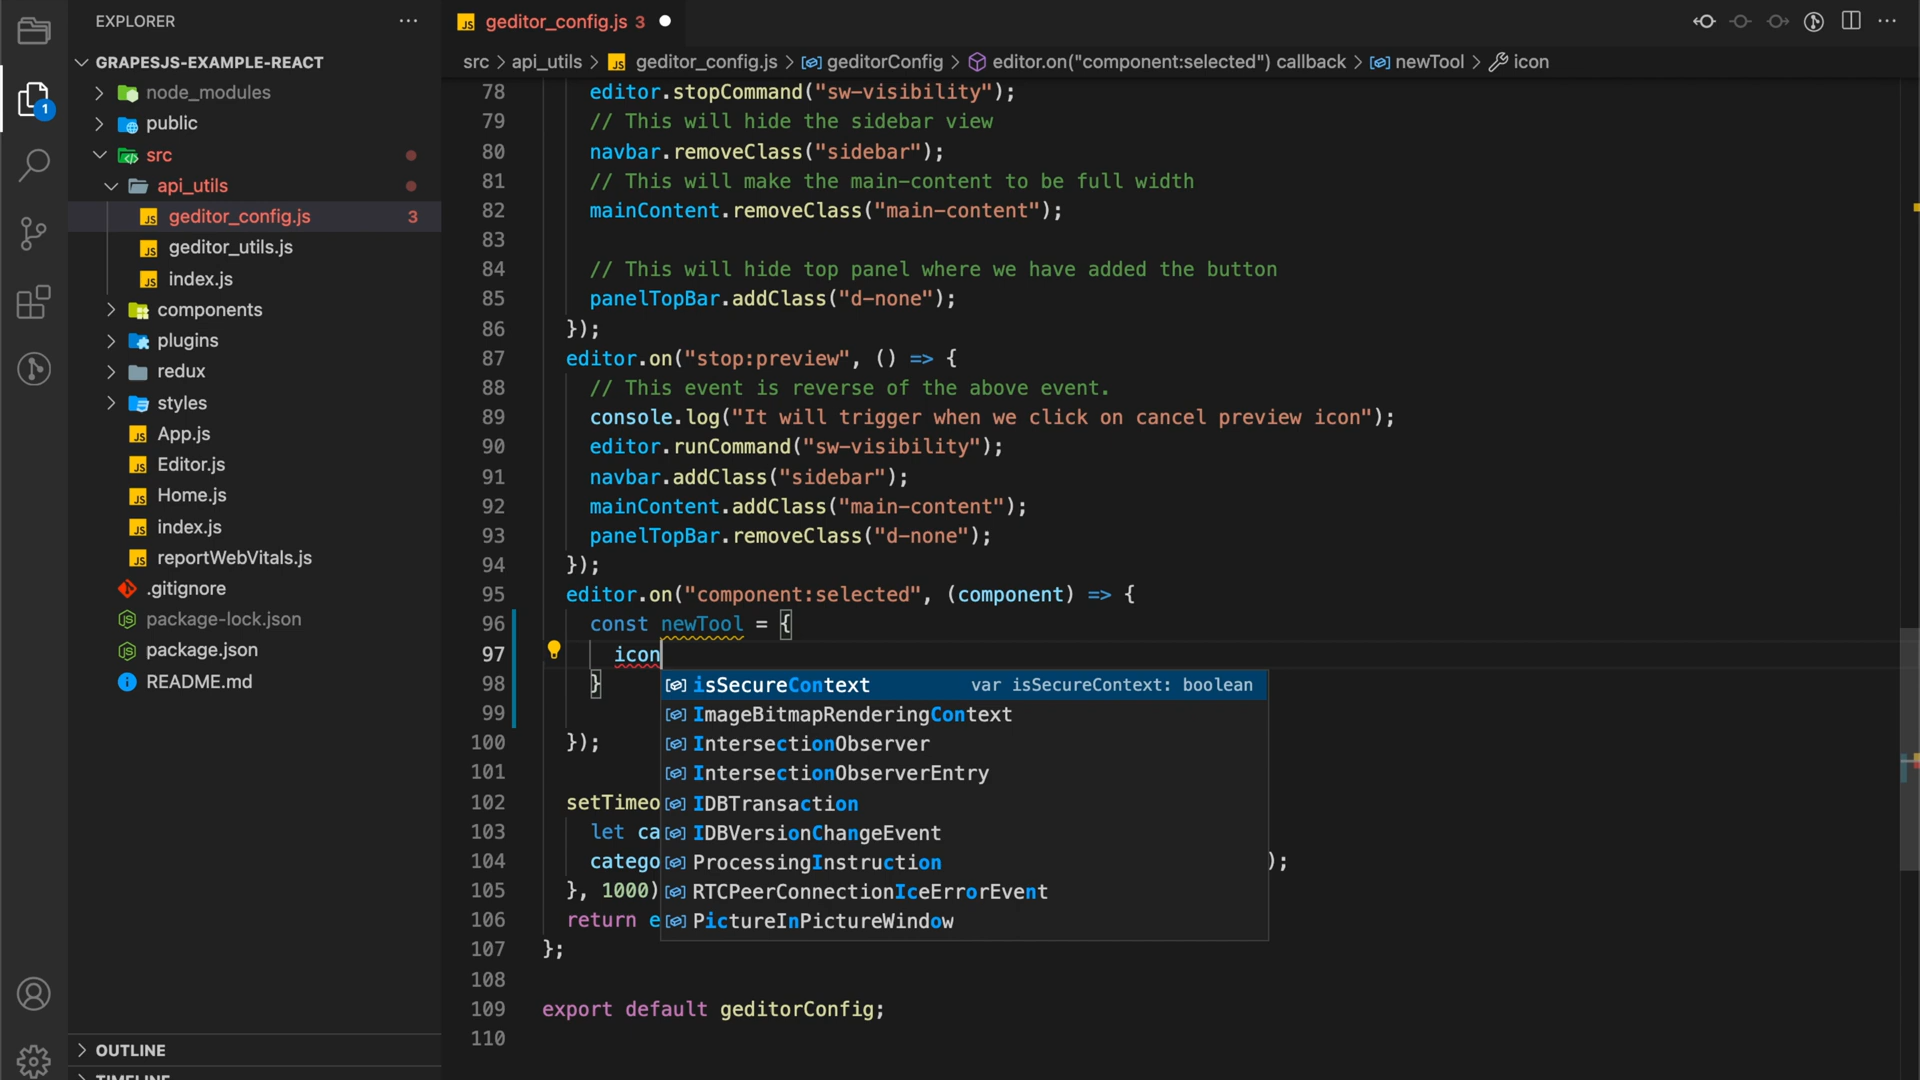 EXPLORER
GRAPESJS-EXAMPLE-REACT
node_modules
public
src
api_utils
geditor_config.js 3
geditor_utils.js
index.js
components
plugins
redux
styles
App.js
Editor.js
Home.js
index.js
reportWebVitals.js
.gitignore
package-lock.json
package.json
README.md
OUTLINE
TIMELINE
1
geditor_config.js 3
src > api_utils > geditor_config.js > geditorConfig > editor.on("component:selected") callback > newTool > icon
78 editor.stopCommand("sw-visibility");
79 // This will hide the sidebar view
80 navbar.removeClass("sidebar");
81 // This will make the main-content to be full width
82 mainContent.removeClass("main-content");
83
84 // This will hide top panel where we have added the button
85 panelTopBar.addClass("d-none");
86 });
87 editor.on("stop:preview", () => {
88 // This event is reverse of the above event.
89 console.log("It will trigger when we click on cancel preview icon");
90 editor.runCommand("sw-visibility");
91 navbar.addClass("sidebar");
92 mainContent.addClass("main-content");
93 panelTopBar.removeClass("d-none");
94 });
95 editor.on("component:selected", (component) => {
96 const newTool = {
97 icon
98 } isSecureContext var isSecureContext: boolean
99 ImageBitmapRenderingContext
100 }); IntersectionObserver
101 IntersectionObserverEntry
102 setTimeo IDBTransaction
103 let ca IDBVersionChangeEvent
104 catego ProcessingInstruction );
105 }, 1000) RTCPeerConnectionIceErrorEvent
106 return e PictureInPictureWindow
107 };
108
109 export default geditorConfig;
110